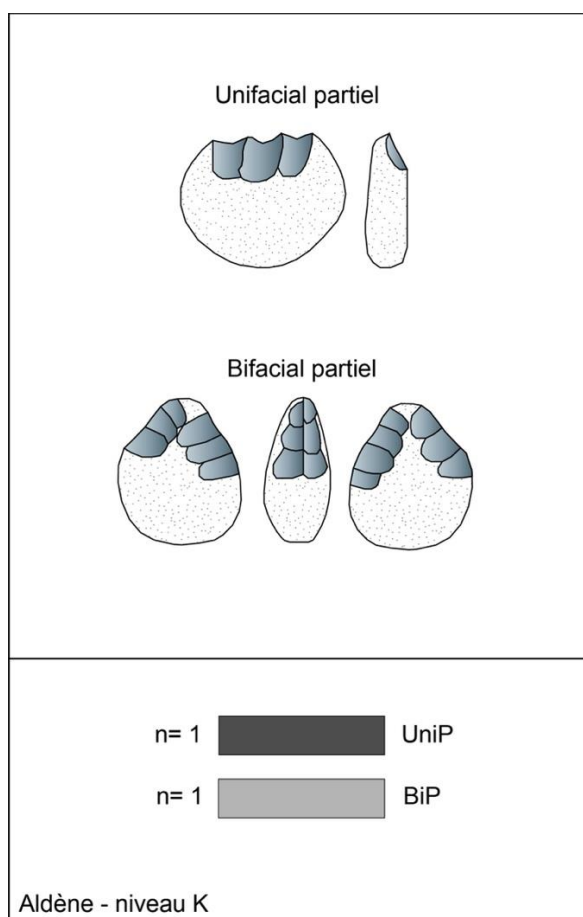 Unifacial partiel
Bifacial partiel
n= 1 UniP
n= 1 BiP
Aldène - niveau K